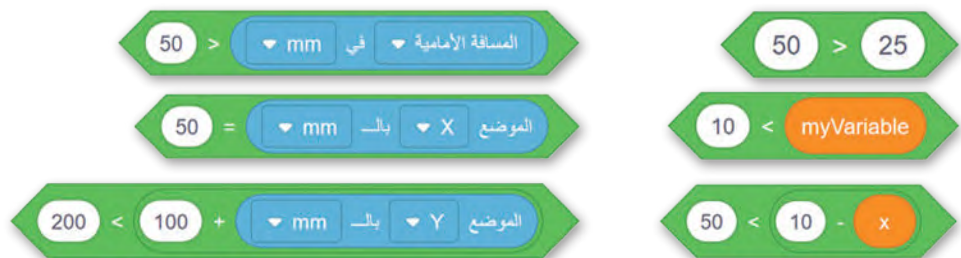 50 > 25
المسافة الأمامية في mm > 50
10 < myVariable
الموضع X بالـ mm = 50
50 < 10 - x
الموضع Y بالـ mm + 100 < 200